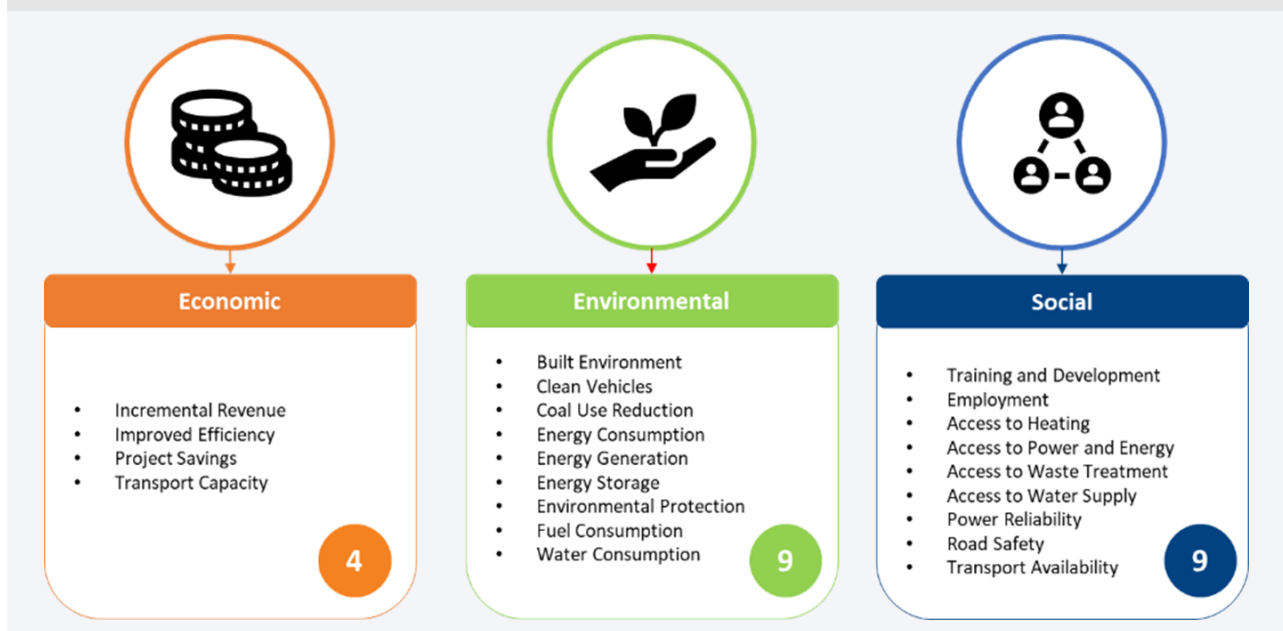 Economic
• Incremental Revenue
• Improved Efficiency
• Project Savings
• Transport Capacity
4
Environmental
• Built Environment
• Clean Vehicles
• Coal Use Reduction
• Energy Consumption
• Energy Generation
• Energy Storage
• Environmental Protection
• Fuel Consumption
• Water Consumption
9
Social
• Training and Development
• Employment
• Access to Heating
• Access to Power and Energy
• Access to Waste Treatment
• Access to Water Supply
• Power Reliability
• Road Safety
• Transport Availability
9